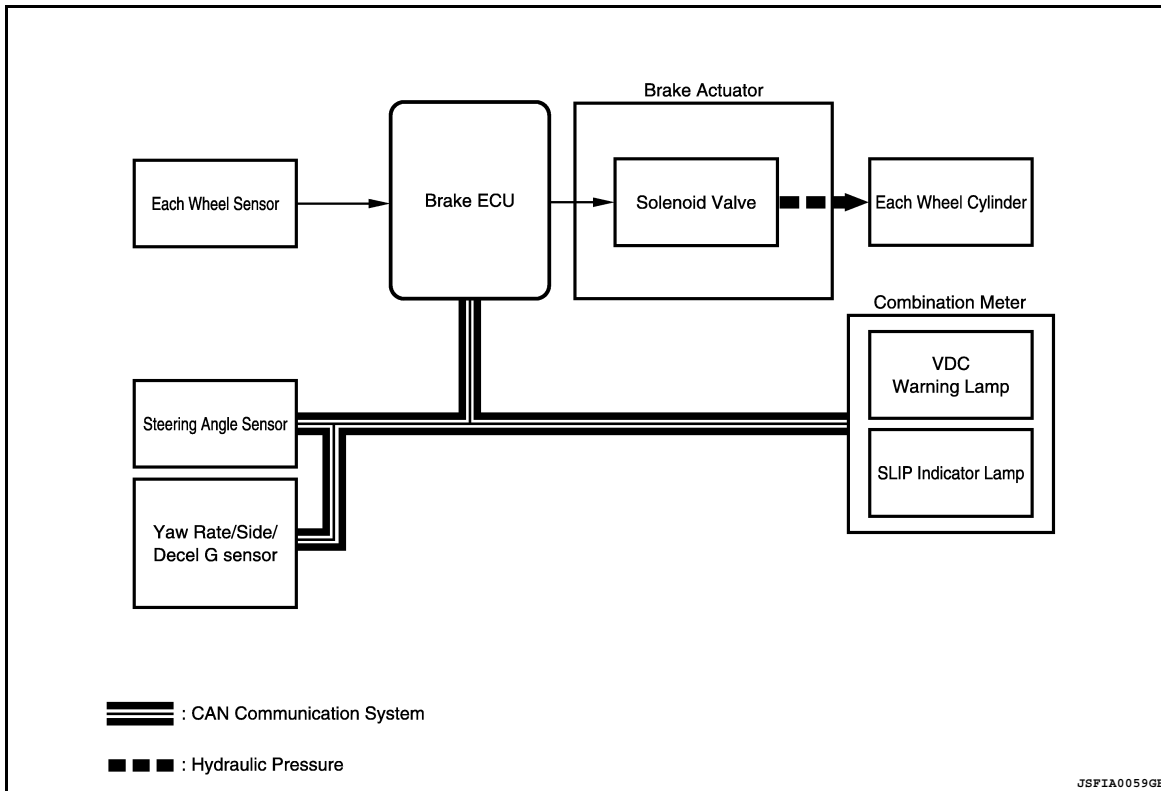 Brake Actuator
Each Wheel Sensor
Brake ECU
Solenoid Valve
Each Wheel Cylinder
Combination Meter
VDC
Warning Lamp
Steering Angle Sensor
SLIP Indicator Lamp
Yaw Rate/Side/
Decel G sensor
: CAN Communication System
: Hydraulic Pressure